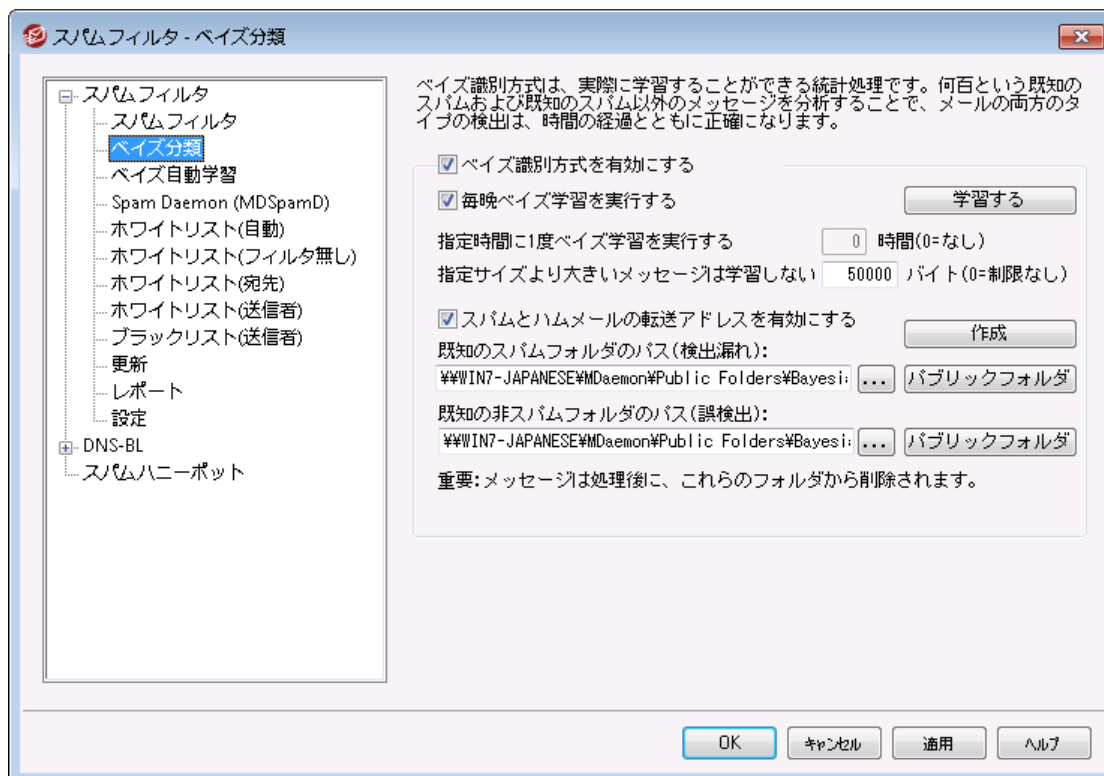 スパムフィルタ - ベイズ分類
スパムフィルタ
スパムフィルタ
ベイズ分類
ベイズ自動学習
Spam Daemon (MDSpamD)
ホワイトリスト(自動)
ホワイトリスト(フィルタ無し)
ホワイトリスト(宛先)
ホワイトリスト(送信者)
ブラックリスト(送信者)
更新
レポート
設定
DNS-BL
スパムハニーポット
ベイズ識別方式は、実際に学習することができる統計処理です。何百という既知の
スパムおよび既知のスパム以外のメッセージを分析することで、メールの両方のタ
イプの検出は、時間の経過とともに正確になります。
ベイズ識別方式を有効にする
毎晩ベイズ学習を実行する 学習する
指定時間に1度ベイズ学習を実行する 0 時間(0=なし)
指定サイズより大きいメッセージは学習しない 50000 バイト(0=制限なし)
スパムとハムメールの転送アドレスを有効にする 作成
既知のスパムフォルダのパス(検出漏れ):
¥¥WIN7-JAPANESE¥MDaemon¥Public Folders¥Bayesia ... パブリックフォルダ
既知の非スパムフォルダのパス(誤検出):
¥¥WIN7-JAPANESE¥MDaemon¥Public Folders¥Bayesia ... パブリックフォルダ
重要:メッセージは処理後に、これらのフォルダから削除されます。
OK キャンセル 適用 ヘルプ